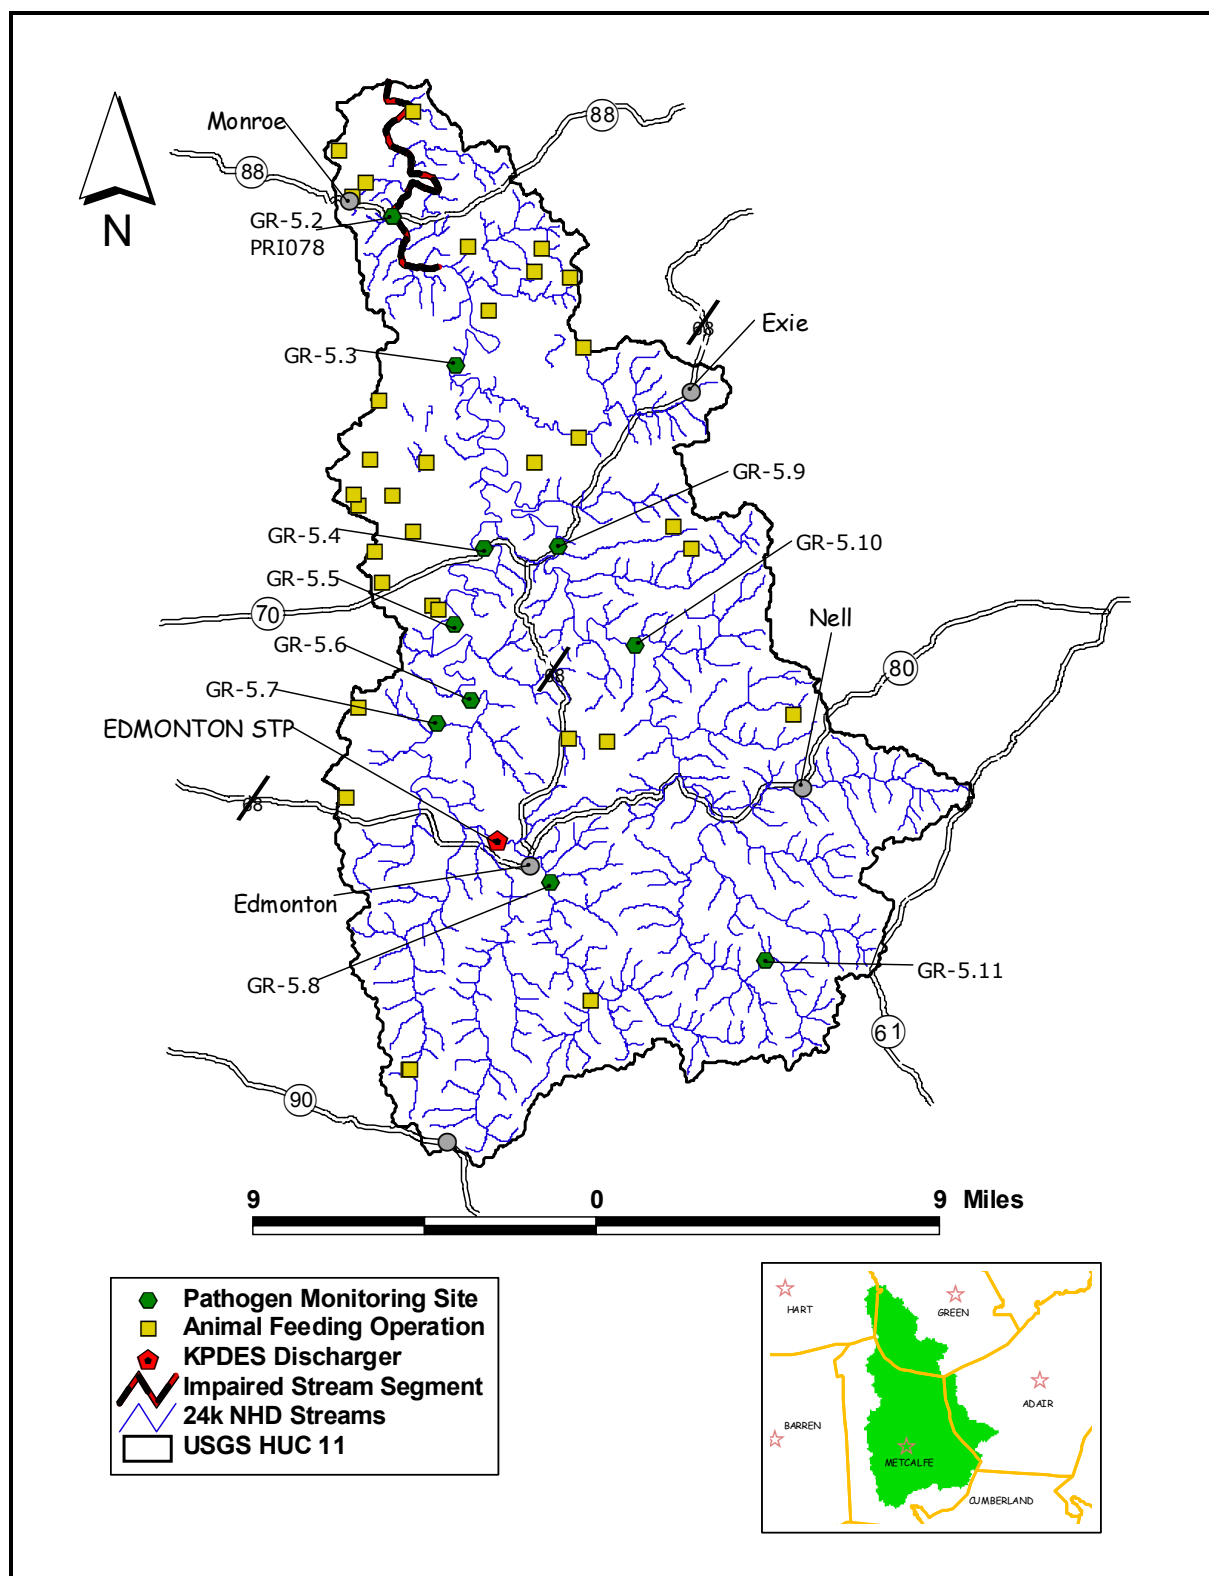 88
Monroe
88
N
GR-5.2
PRI078
68
Exie
GR-5.3
GR-5.9
GR-5.4
GR-5.10
GR-5.5
70
Nell
GR-5.6
80
68
GR-5.7
EDMONTON STP
68
Edmonton
GR-5.8
GR-5.11
61
90
9 0 9 Miles
Pathogen Monitoring Site
Animal Feeding Operation
KPDES Discharger
Impaired Stream Segment
24k NHD Streams
USGS HUC 11
HART
GREEN
ADAIR
BARREN
METCALFE
CUMBERLAND